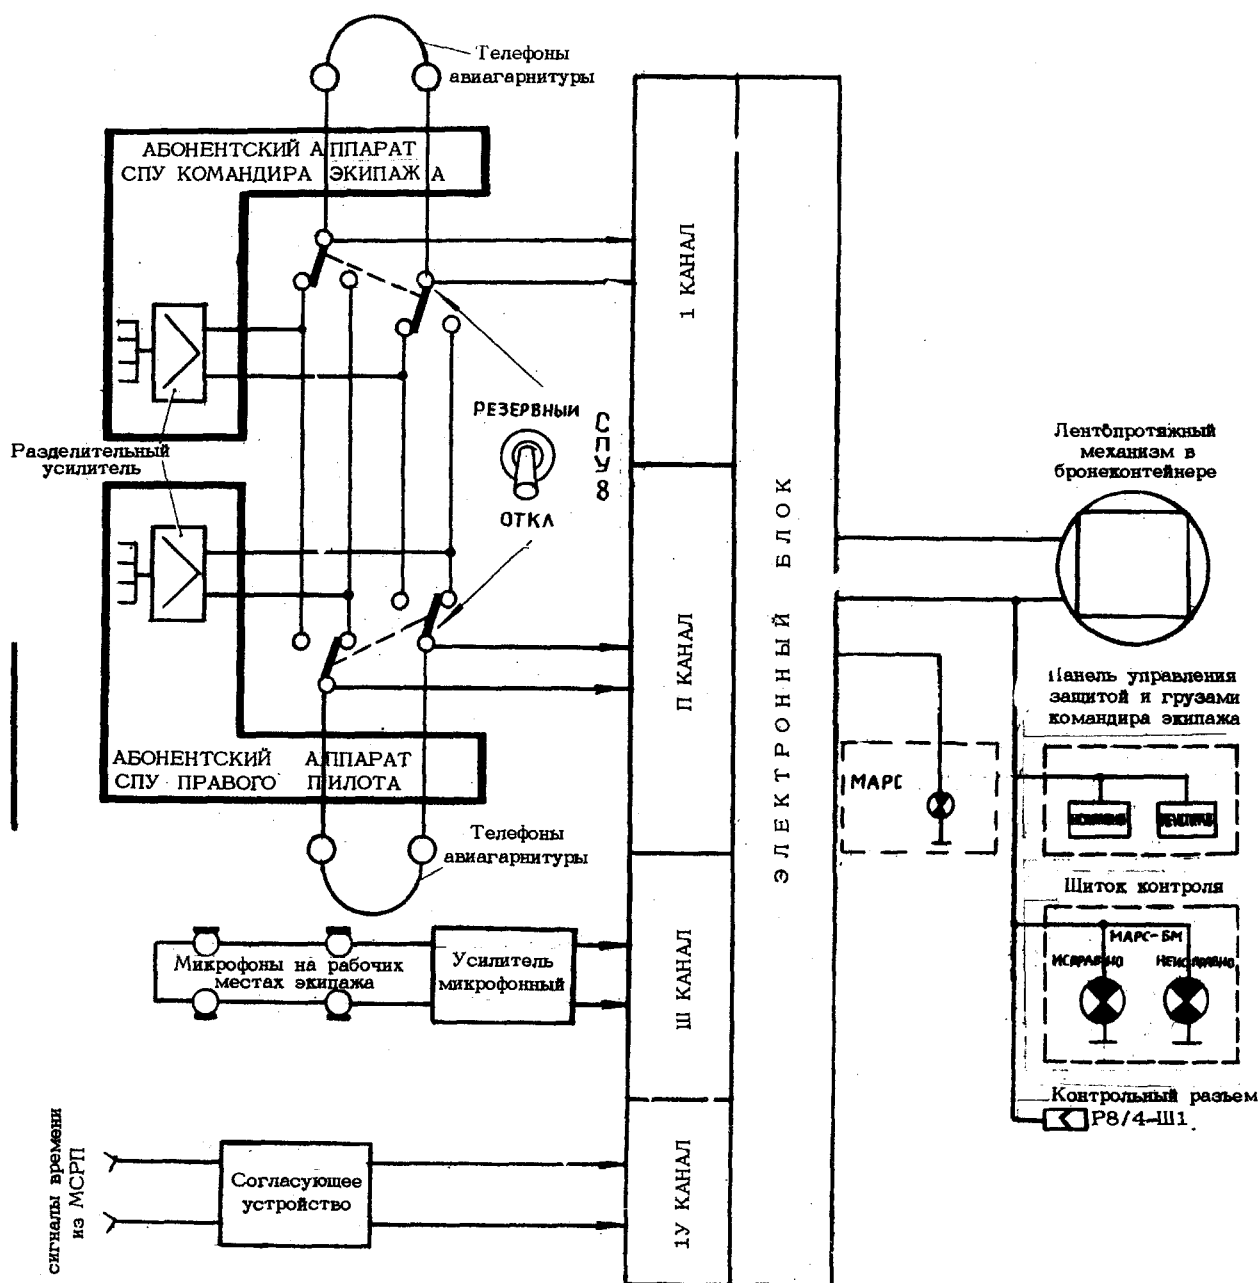 Телефоны
авиагарнитуры
АБОНЕНТСКИЙ АППАРАТ
СПУ КОМАНДИРА ЭКИПАЖА
1 КАНАЛ
РЕЗЕРВНЫЙ
СПУ8
ОТКЛ
Разделительный
усилитель
Лентопротяжный
механизм в
бронеконтейнере
ЭЛЕКТРОННЫЙ БЛОК
П КАНАЛ
Панель управления
защитой и грузами
командира экипажа
АБОНЕНТСКИЙ АППАРАТ
СПУ ПРАВОГО ПИЛОТА
МАРС
Телефоны
авиагарнитуры
Щиток контроля
МАРС-БМ
ИСПРАВНО НЕИСПРАВНО
Микрофоны на рабочих
местах экипажа
Усилитель
микрофонный
Ш КАНАЛ
Контрольный разъем
Р8/4-Ш1
сигналы времени
из МСРП
Согласующее
устройство
1У КАНАЛ